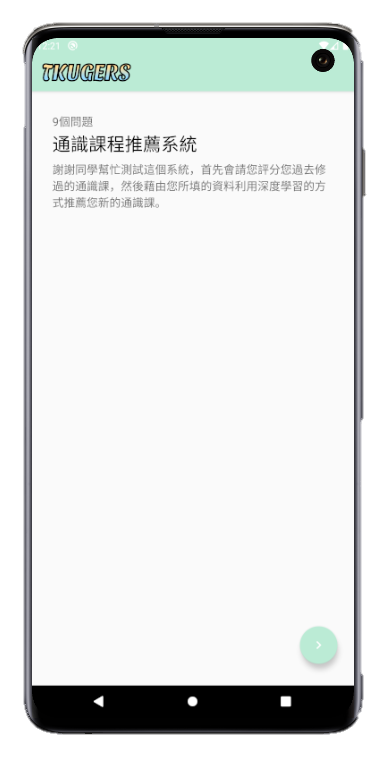 2:21
TKUGERS
9個問題
通識課程推薦系統
謝謝同學幫忙測試這個系統，首先會請您評分您過去修
過的通識課，然後藉由您所填的資料利用深度學習的方
式推薦您新的通識課。